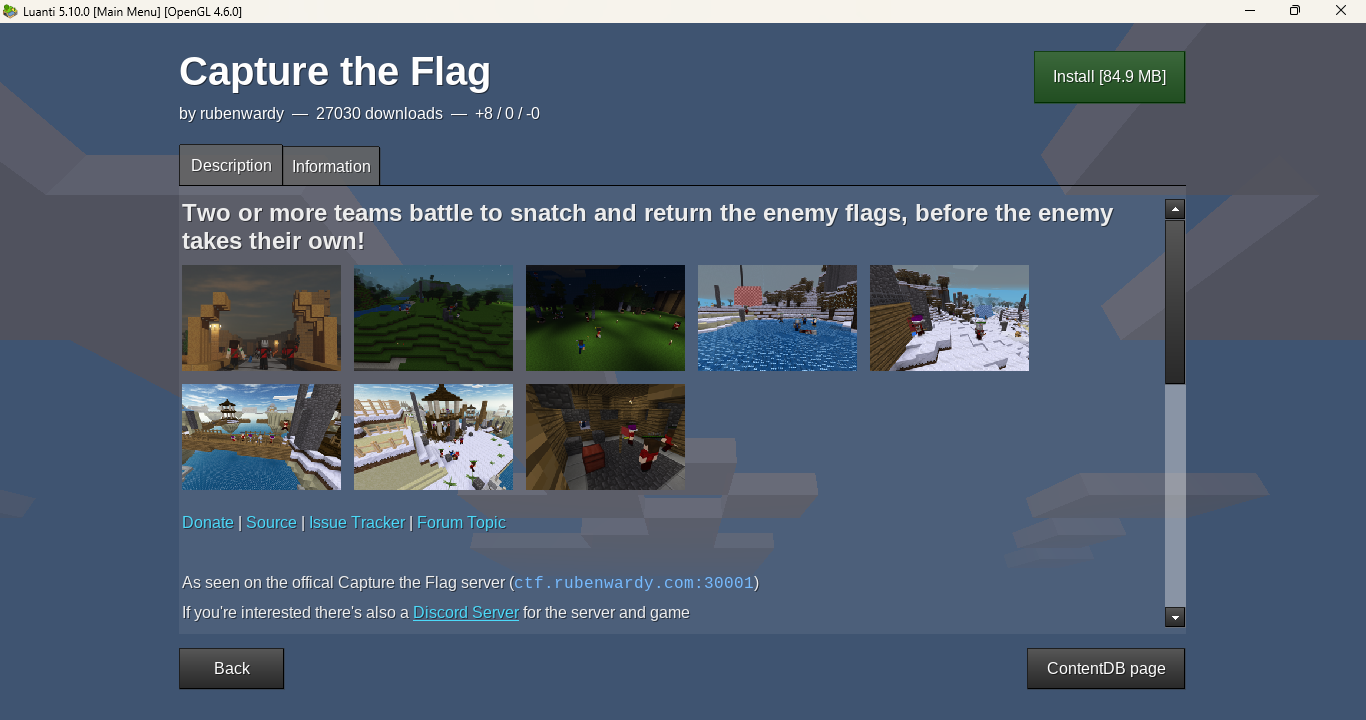 Luanti 5.10.0 [Main Menu] [OpenGL 4.6.0]
Capture the Flag
Install [84.9 MB]
by rubenwardy — 27030 downloads — +8 / 0 / -0
Description
Information
Two or more teams battle to snatch and return the enemy flags, before the enemy
takes their own!
Donate | Source | Issue Tracker | Forum Topic
As seen on the offical Capture the Flag server (ctf.rubenwardy.com:30001)
If you're interested there's also a Discord Server for the server and game
Back
ContentDB page